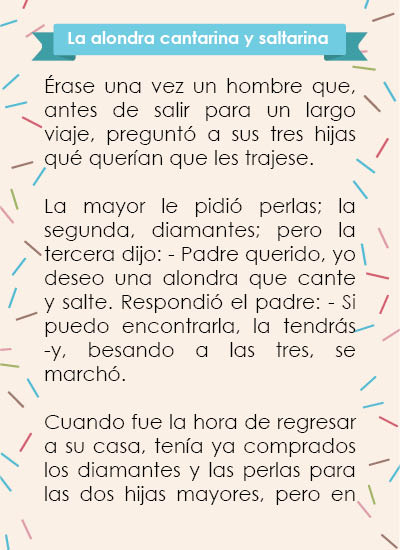 La alondra cantarina y saltarina
Érase una vez un hombre que,
antes de salir para un largo
viaje, preguntó a sus tres hijas
qué querían que les trajese.
La mayor le pidió perlas; la
segunda, diamantes; pero la
tercera dijo: - Padre querido, yo
deseo una alondra que cante
y salte. Respondió el padre: - Si
puedo encontrarla, la tendrás
-y, besando a las tres, se
marchó.
Cuando fue la hora de regresar
a su casa, tenía ya comprados
los diamantes y las perlas para
las dos hijas mayores, pero en